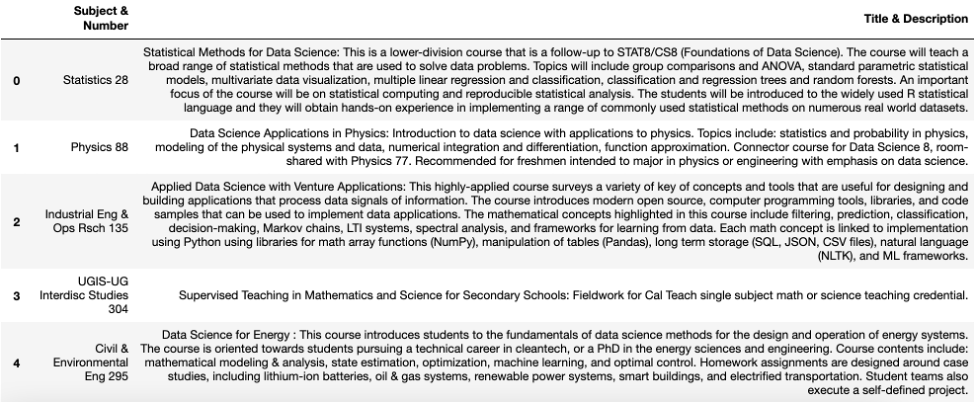 Subject & Number
Title & Description
0
Statistics 28
Statistical Methods for Data Science: This is a lower-division course that is a follow-up to STAT8/CS8 (Foundations of Data Science). The course will teach a
broad range of statistical methods that are used to solve data problems. Topics will include group comparisons and ANOVA, standard parametric statistical
models, multivariate data visualization, multiple linear regression and classification, classification and regression trees and random forests. An important
focus of the course will be on statistical computing and reproducible statistical analysis. The students will be introduced to the widely used R statistical
language and they will obtain hands-on experience in implementing a range of commonly used statistical methods on numerous real world datasets.
1
Physics 88
Data Science Applications in Physics: Introduction to data science with applications to physics. Topics include: statistics and probability in physics,
modeling of the physical systems and data, numerical integration and differentiation, function approximation. Connector course for Data Science 8, room-
shared with Physics 77. Recommended for freshmen intended to major in physics or engineering with emphasis on data science.
2
Industrial Eng &
Ops Rsch 135
Applied Data Science with Venture Applications: This highly-applied course surveys a variety of key of concepts and tools that are useful for designing and
building applications that process data signals of information. The course introduces modern open source, computer programming tools, libraries, and code
samples that can be used to implement data applications. The mathematical concepts highlighted in this course include filtering, prediction, classification,
decision-making, Markov chains, LTI systems, spectral analysis, and frameworks for learning from data. Each math concept is linked to implementation
using Python using libraries for math array functions (NumPy), manipulation of tables (Pandas), long term storage (SQL, JSON, CSV files), natural language
(NLTK), and ML frameworks.
3
UGIS-UG
Interdisc Studies
304
Supervised Teaching in Mathematics and Science for Secondary Schools: Fieldwork for Cal Teach single subject math or science teaching credential.
4
Civil &
Environmental
Eng 295
Data Science for Energy : This course introduces students to the fundamentals of data science methods for the design and operation of energy systems.
The course is oriented towards students pursuing a technical career in cleantech, or a PhD in the energy sciences and engineering. Course contents include:
mathematical modeling & analysis, state estimation, optimization, machine learning, and optimal control. Homework assignments are designed around case
studies, including lithium-ion batteries, oil & gas systems, renewable power systems, smart buildings, and electrified transportation. Student teams also
execute a self-defined project.